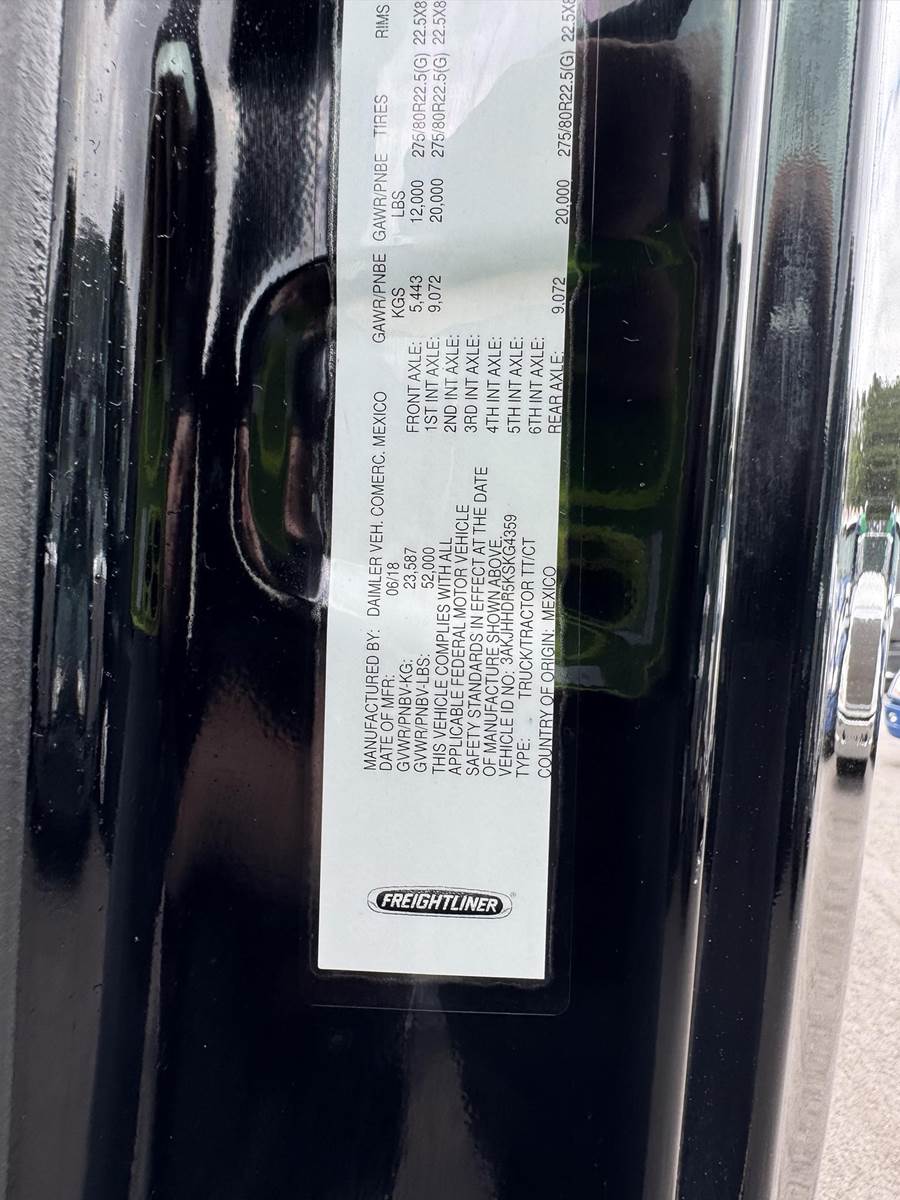 FREIGHTLINER
MANUFACTURED BY: DAIMLER VEH. COMERC. MEXICO
DATE OF MFR: 06/18
GVWR/PNBV-KG: 23,587
GVWR/PNBV-LBS: 52,000
THIS VEHICLE COMPLIES WITH ALL
APPLICABLE FEDERAL MOTOR VEHICLE
SAFETY STANDARDS IN EFFECT AT THE DATE
OF MANUFACTURE SHOWN ABOVE.
VEHICLE ID NO: 3AKJHHDR5KSKG4359
TYPE: TRUCK/TRACTOR TT/CT
COUNTRY OF ORIGIN: MEXICO
GAWR/PNBE GAWR/PNBE TIRES RIMS
KGS LBS
FRONT AXLE: 5,443 12,000 275/80R22.5(G) 22.5X8
1ST INT AXLE: 9,072 20,000 275/80R22.5(G) 22.5X8
2ND INT AXLE:
3RD INT AXLE:
4TH INT AXLE:
5TH INT AXLE:
6TH INT AXLE:
REAR AXLE: 9,072 20,000 275/80R22.5(G) 22.5X8